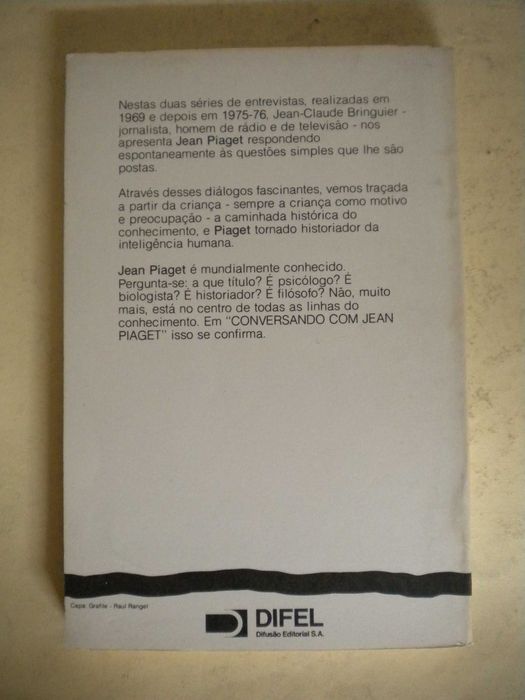 Nestas duas séries de entrevistas, realizadas em
1969 e depois em 1975-76, Jean-Claude Bringuier -
jornalista, homem de rádio e de televisão - nos
apresenta Jean Piaget respondendo
espontaneamente às questões simples que lhe são
postas.
Através desses diálogos fascinantes, vemos traçada
a partir da criança - sempre a criança como motivo
e preocupação - a caminhada histórica do
conhecimento, e Piaget tornado historiador da
inteligência humana.
Jean Piaget é mundialmente conhecido.
Pergunta-se: a que título? É psicólogo? É
biologista? É historiador? É filósofo? Não, muito
mais, está no centro de todas as linhas do
conhecimento. Em "CONVERSANDO COM JEAN
PIAGET" isso se confirma.
Capa: Grafite - Raul Rangel
DIFEL
Difusão Editorial S.A.